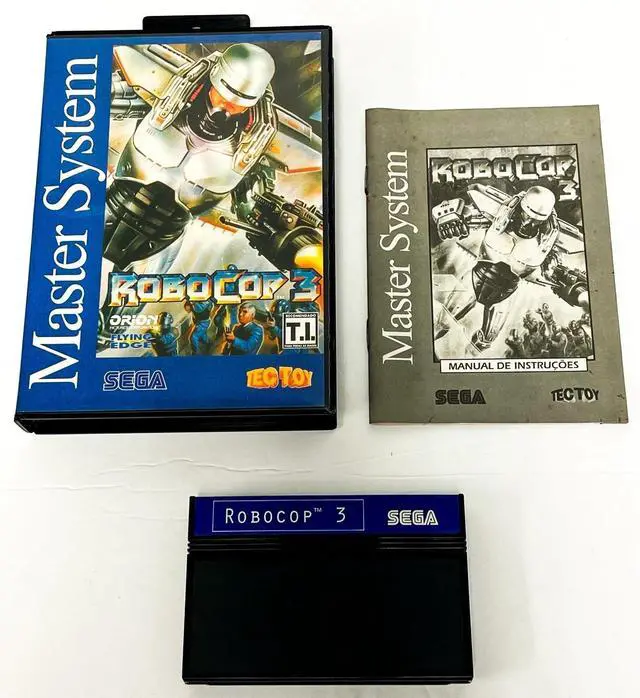 Master System
ROBOCOP 3
ORION
FLYING EDGE
RECOMENDADO
T.I.
SEGA
TECTOY
Master System
ROBOCOP 3
MANUAL DE INSTRUÇÕES
SEGA
TECTOY
ROBOCOP™ 3
SEGA